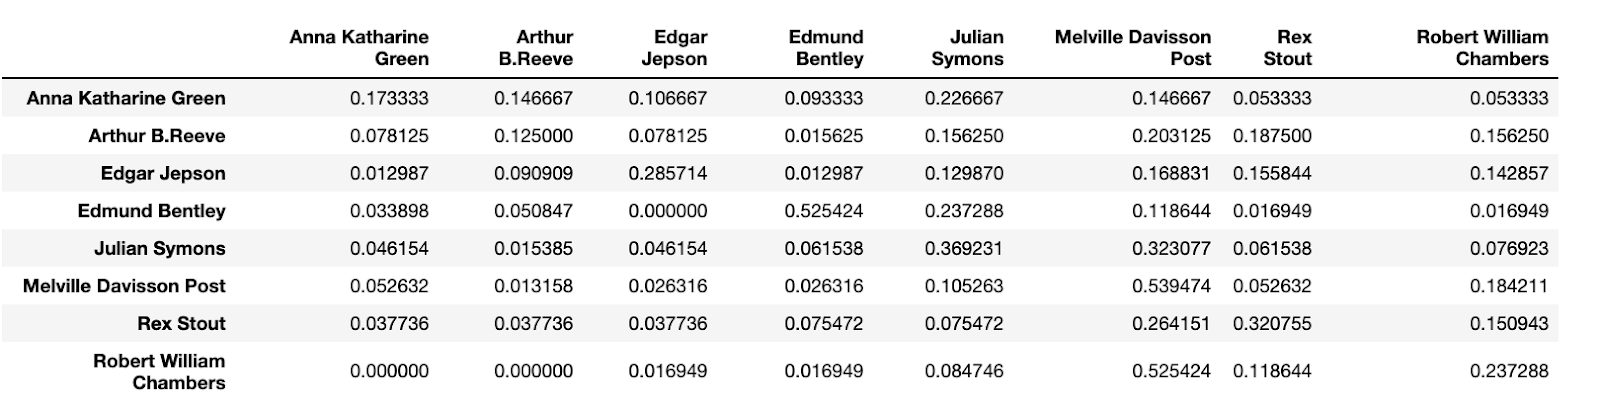 Anna Katharine Arthur Edgar Edmund Julian Melville Davisson Rex Robert William
Green B.Reeve Jepson Bentley Symons Post Stout Chambers
Anna Katharine Green 0.173333 0.146667 0.106667 0.093333 0.226667 0.146667 0.053333 0.053333
Arthur B.Reeve 0.078125 0.125000 0.078125 0.015625 0.156250 0.203125 0.187500 0.156250
Edgar Jepson 0.012987 0.090909 0.285714 0.012987 0.129870 0.168831 0.155844 0.142857
Edmund Bentley 0.033898 0.050847 0.000000 0.525424 0.237288 0.118644 0.016949 0.016949
Julian Symons 0.046154 0.015385 0.046154 0.061538 0.369231 0.323077 0.061538 0.076923
Melville Davisson Post 0.052632 0.013158 0.026316 0.026316 0.105263 0.539474 0.052632 0.184211
Rex Stout 0.037736 0.037736 0.037736 0.075472 0.075472 0.264151 0.320755 0.150943
Robert William
Chambers 0.000000 0.000000 0.016949 0.016949 0.084746 0.525424 0.118644 0.237288